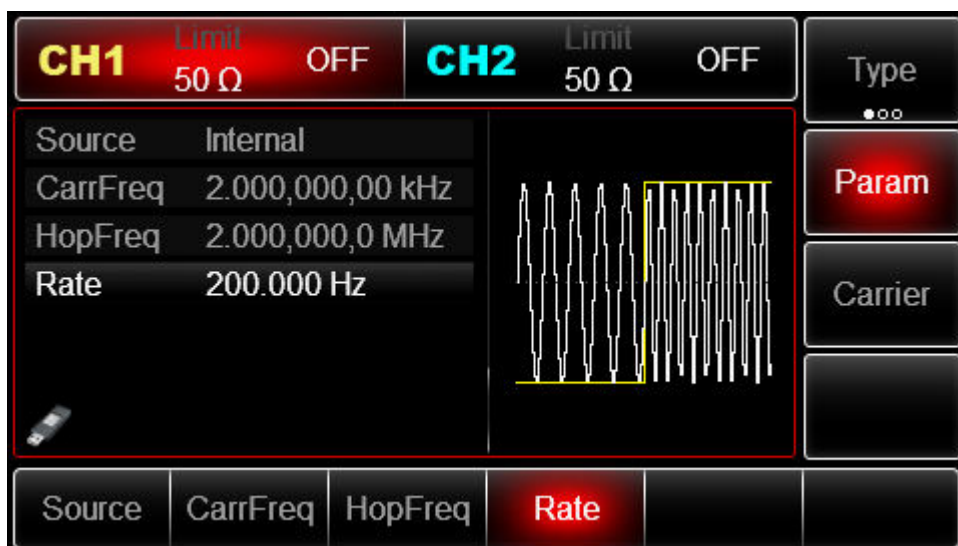 CH1 Limit 50 Ω OFF CH2 Limit 50 Ω OFF
Type
Source Internal
CarrFreq 2.000,000,00 kHz
HopFreq 2.000,000,0 MHz
Rate 200.000 Hz
Param
Carrier
Source CarrFreq HopFreq Rate